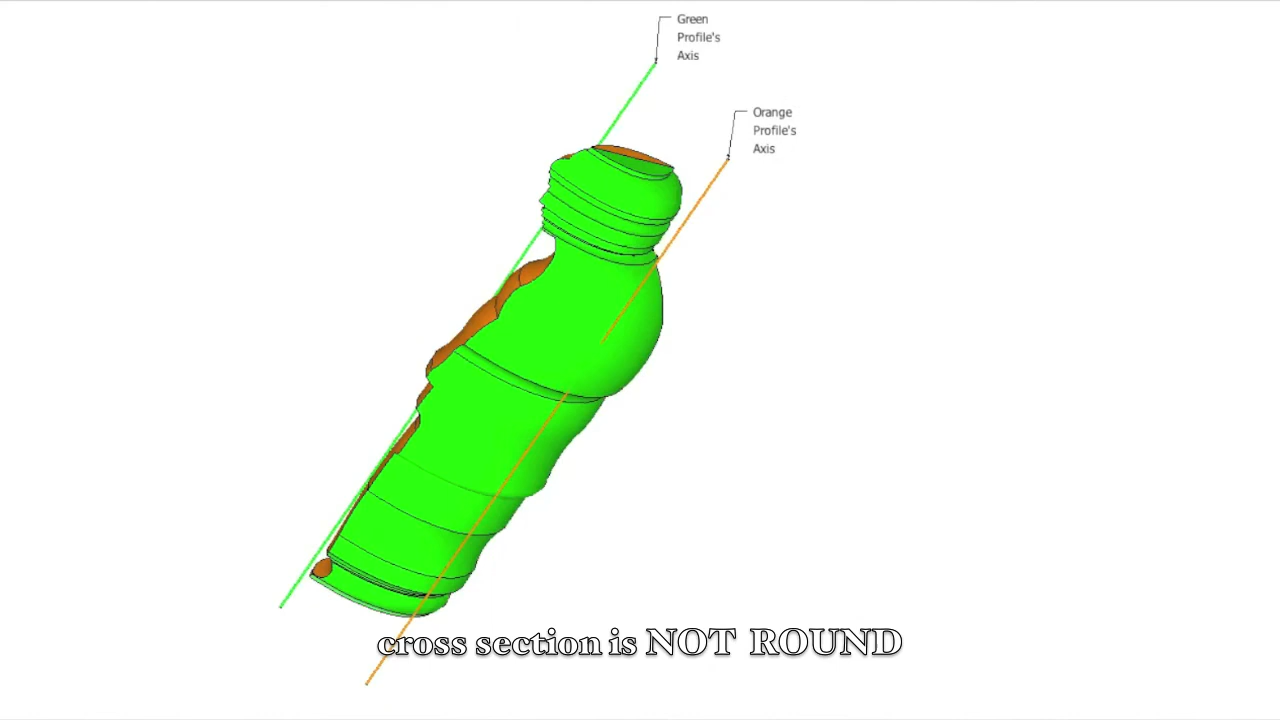 Green
Profile's
Axis
Orange
Profile's
Axis
cross section is NOT ROUND